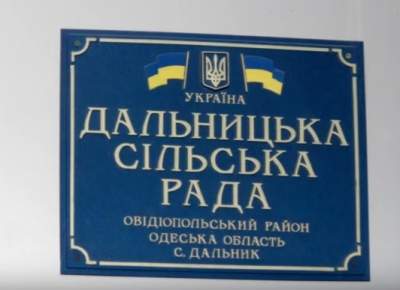 УКРАЇНА
ДАЛЬНИЦЬКА
СІЛЬСЬКА
РАДА
ОВІДІОПОЛЬСЬКИЙ РАЙОН
ОДЕСЬКА ОБЛАСТЬ
С. ДАЛЬНИК